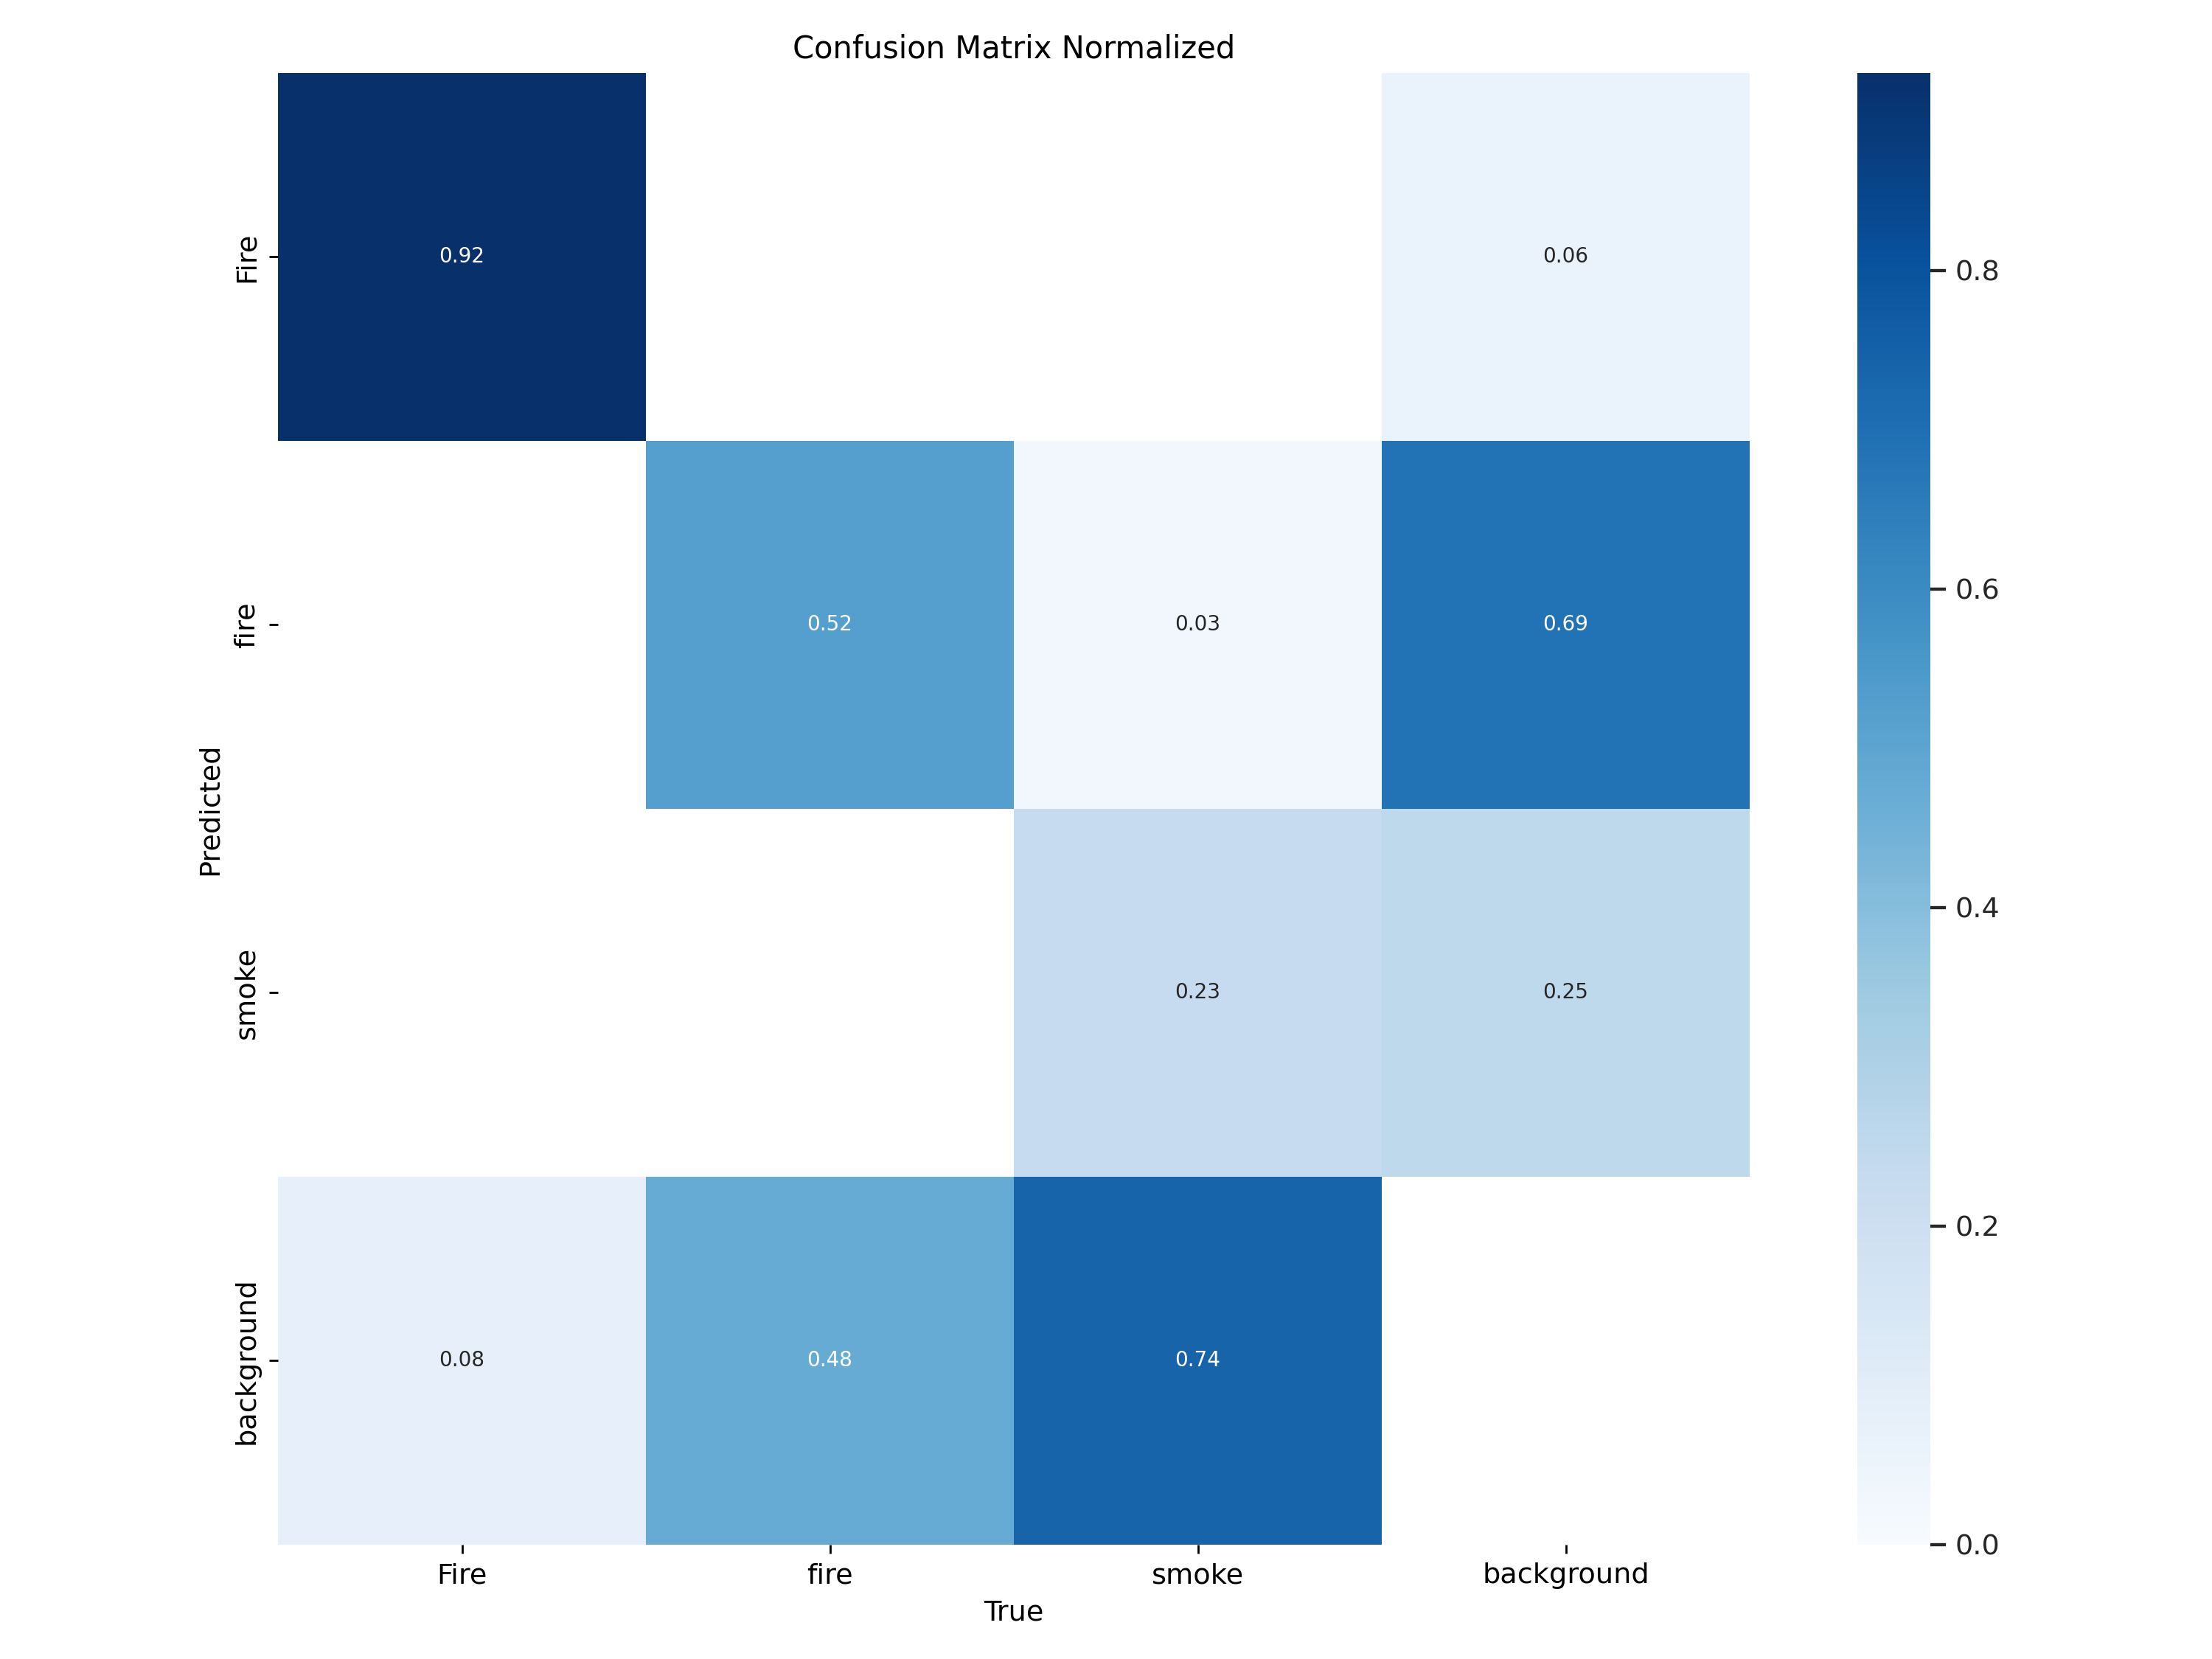 Confusion Matrix Normalized
Fire
0.92
0.06
0.8
fire
0.52
0.03
0.69
0.6
Predicted
smoke
0.23
0.25
0.4
background
0.08
0.48
0.74
0.2
0.0
Fire
fire
smoke
background
True